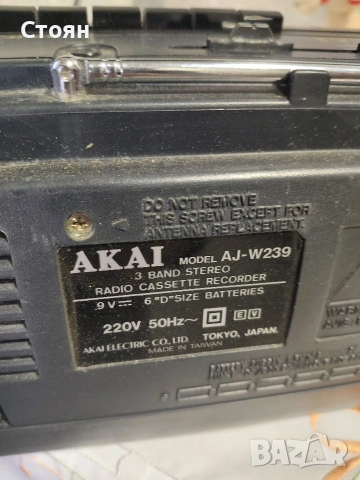 Стоян
DO NOT REMOVE
THIS SCREW EXCEPT FOR
ANTENNA REPLACEMENT.
AKAI MODEL AJ-W239
3 BAND STEREO
RADIO CASSETTE RECORDER
9V⎓ 6 "D"SIZE BATTERIES
220V 50Hz~ EV
AKAI ELECTRIC CO. LTD. TOKYO, JAPAN.
MADE IN TAIWAN
BAZAR
bg